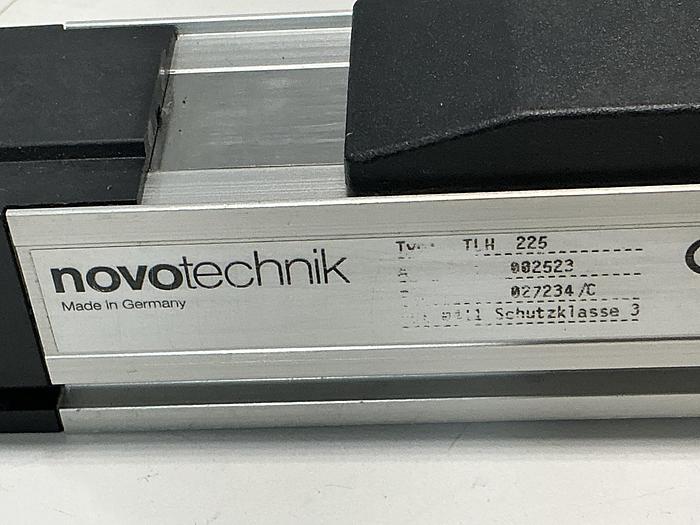 novotechnik
Made in Germany
TLH 225
002523
027234/C
Schutzklasse 3